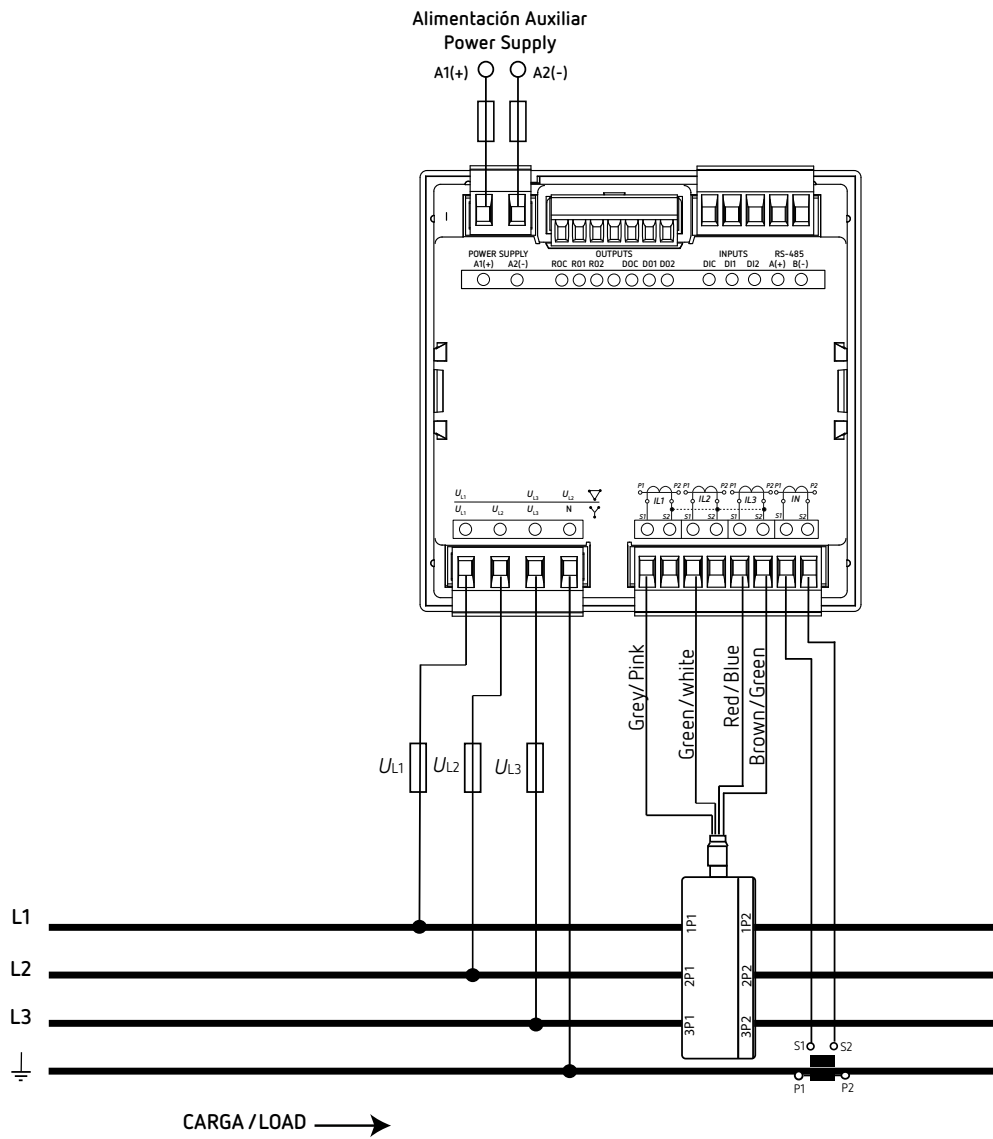 Alimentación Auxiliar
Power Supply
A1(+) A2(-)
I
POWER SUPPLY OUTPUTS INPUTS RS-485
A1(+) A2(-) ROC RO1 RO2 DOC DO1 DO2 DIC DI1 DI2 A(+) B(-)
UL1 UL3 UL2
UL1 UL2 UL3 N
P1 P2 P1 P2 P1 P2 P1 P2
IL1 IL2 IL3 IN
S1 S2 S1 S2 S1 S2 S1 S2
Grey/Pink
Green/white
Red/Blue
Brown/Green
UL1 UL2 UL3
L1 1P1 1P2
L2 2P1 2P2
L3 3P1 3P2
S1 S2
P1 P2
CARGA/LOAD